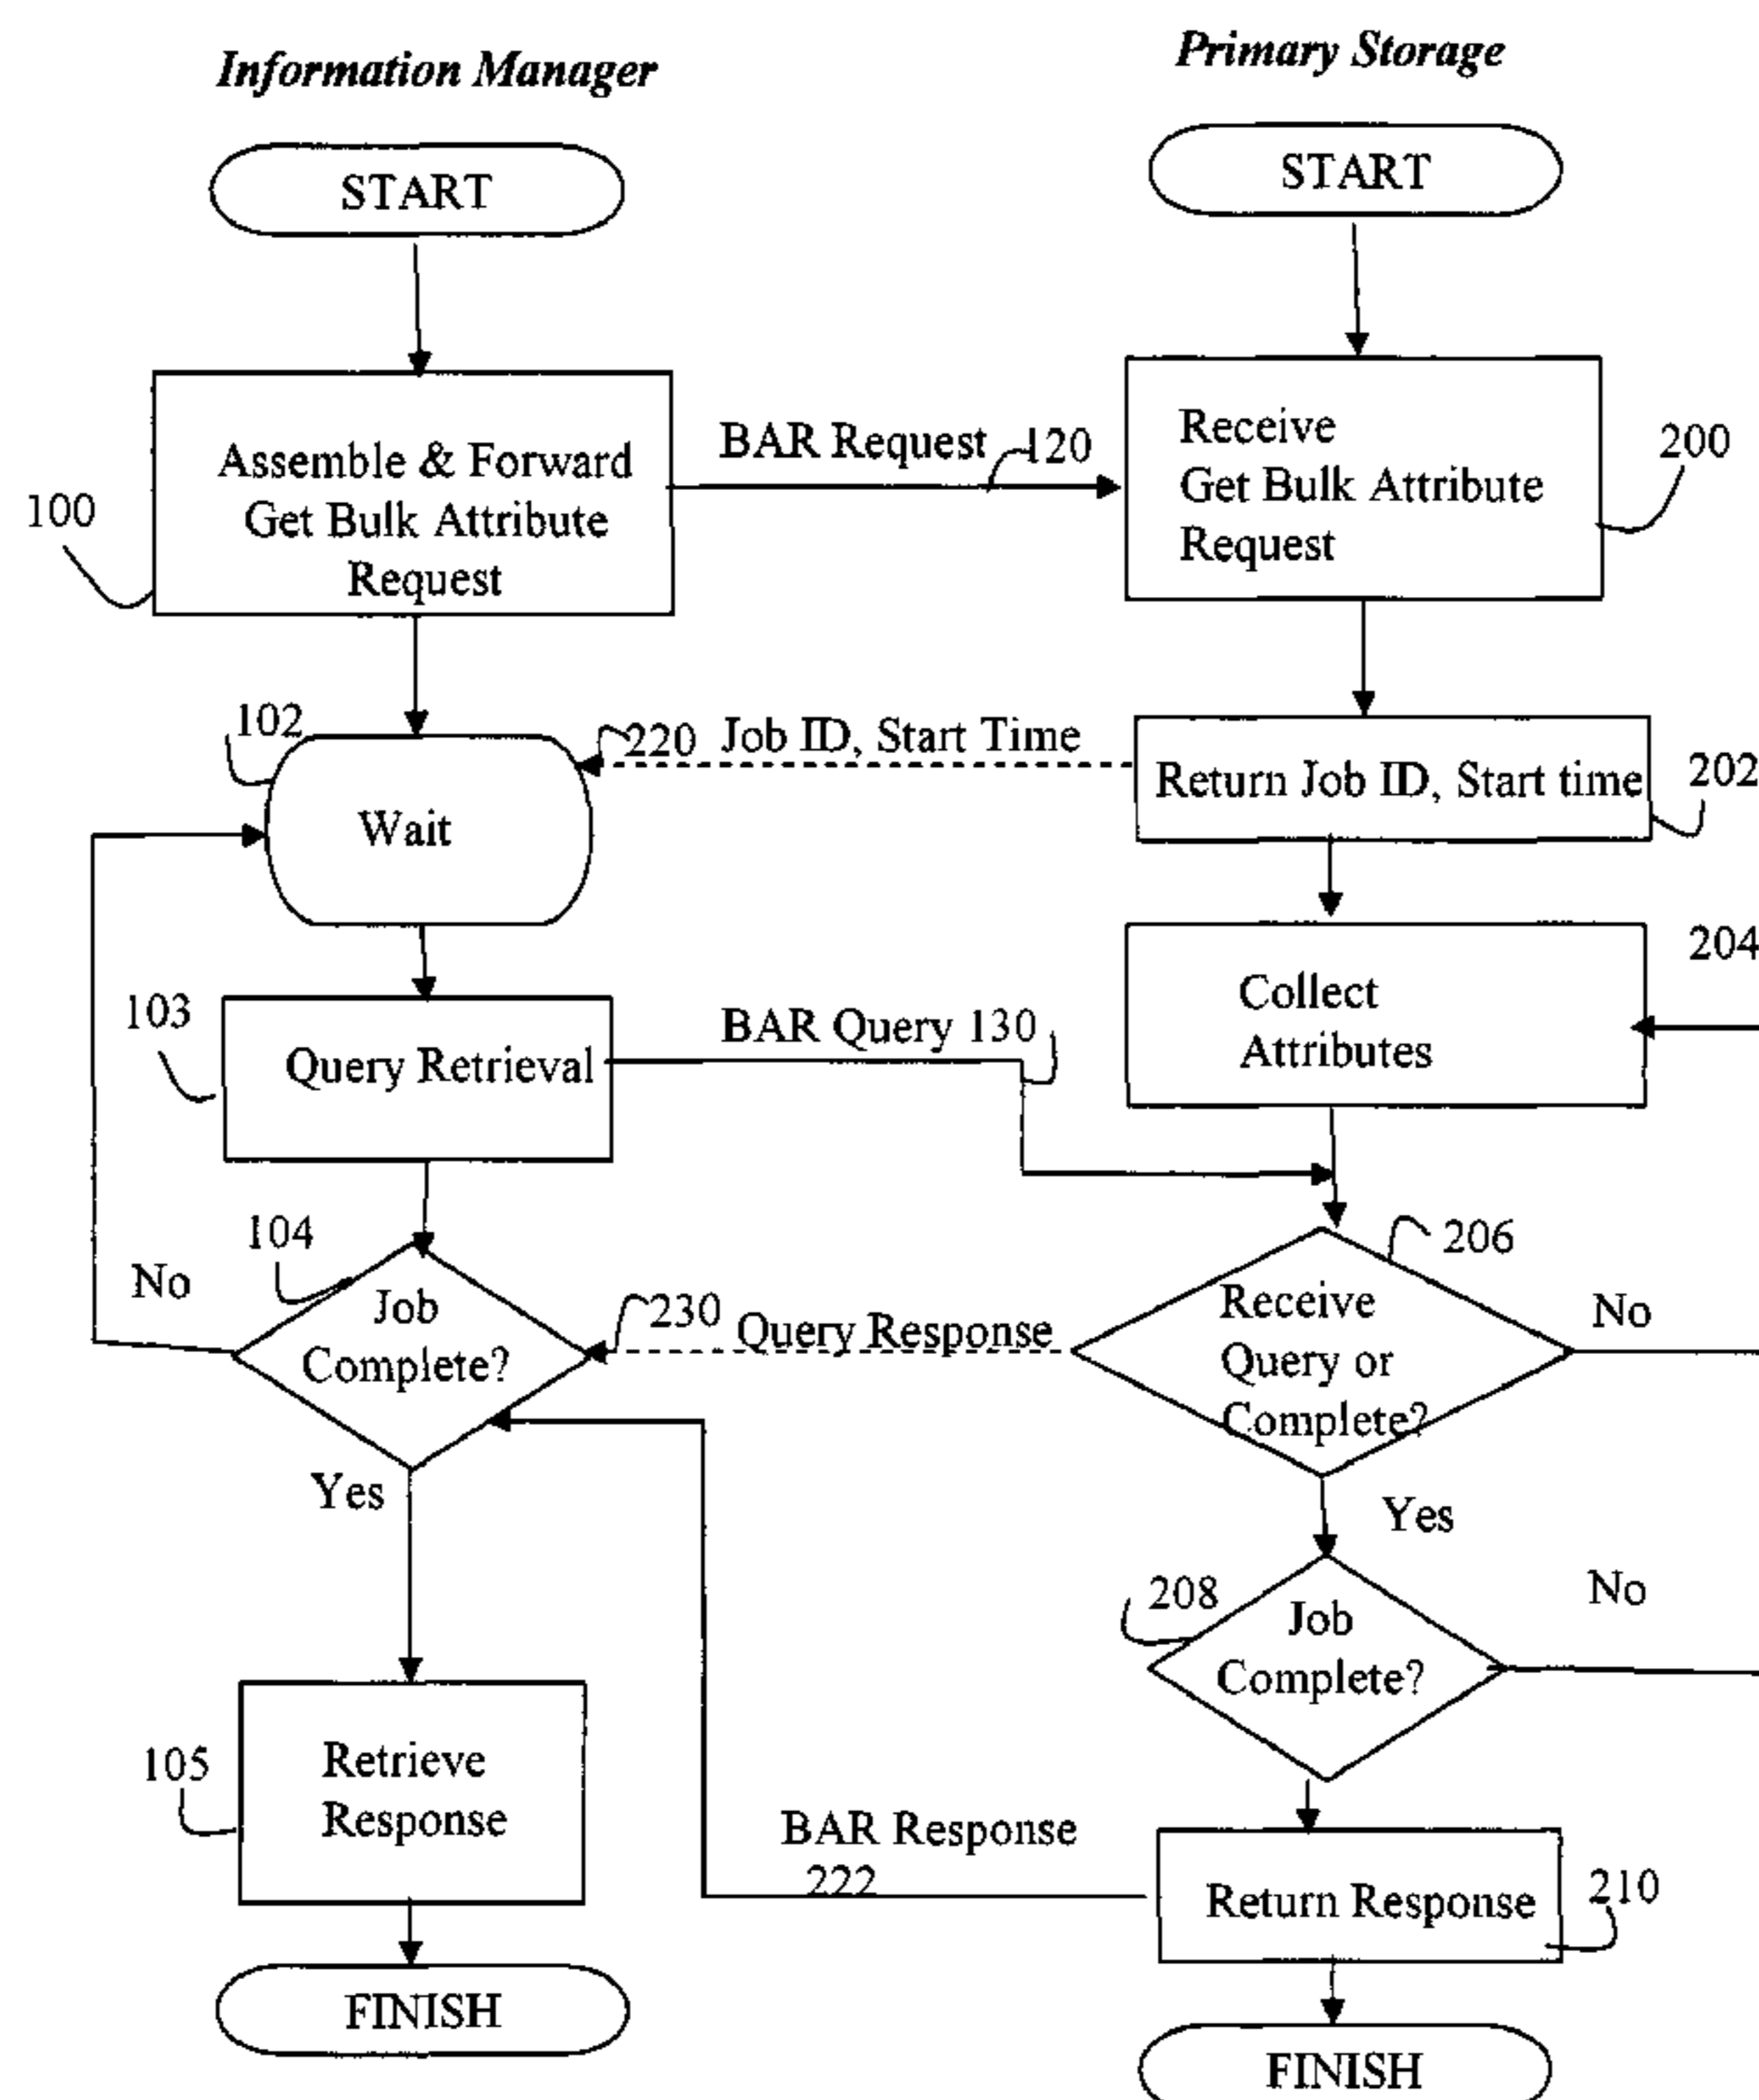 Information Manager
Primary Storage
START
START
Assemble & Forward
Get Bulk Attribute
Request
100
BAR Request
120
Receive
Get Bulk Attribute
Request
200
102
Wait
220 Job ID, Start Time
Return Job ID, Start time
202
103
Query Retrieval
BAR Query 130
Collect
Attributes
204
104
No
Job
Complete?
230
Query Response
206
Receive
Query or
Complete?
No
Yes
Yes
208
Job
Complete?
No
105
Retrieve
Response
BAR Response
222
Return Response
210
FINISH
FINISH